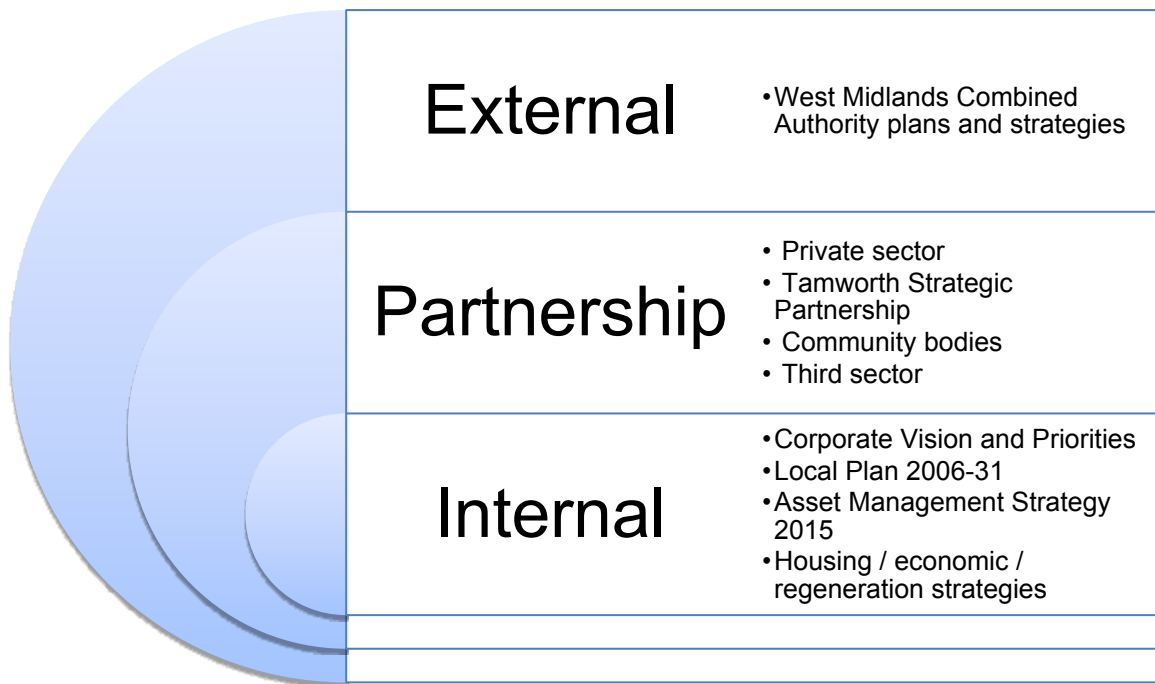 External
•West Midlands Combined
Authority plans and strategies
Partnership
• Private sector
• Tamworth Strategic
Partnership
• Community bodies
• Third sector
Internal
•Corporate Vision and Priorities
•Local Plan 2006-31
•Asset Management Strategy
2015
•Housing / economic /
regeneration strategies